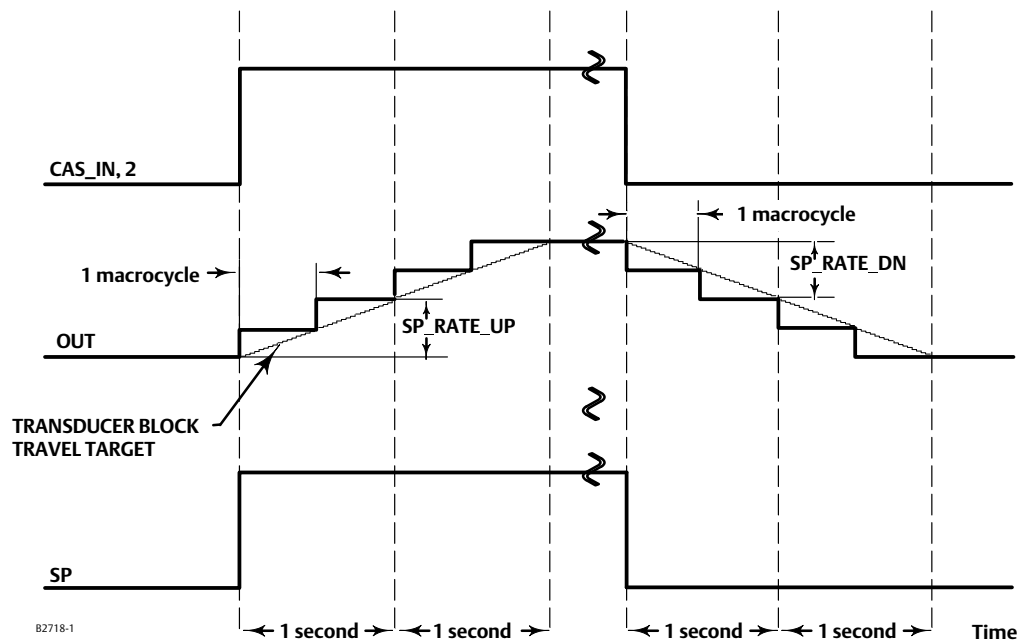 CAS_IN, 2
1 macrocycle
1 macrocycle
SP_RATE_DN
SP_RATE_UP
OUT
TRANSDUCER BLOCK
TRAVEL TARGET
SP
B2718-1
1 second
1 second
1 second
1 second
Time